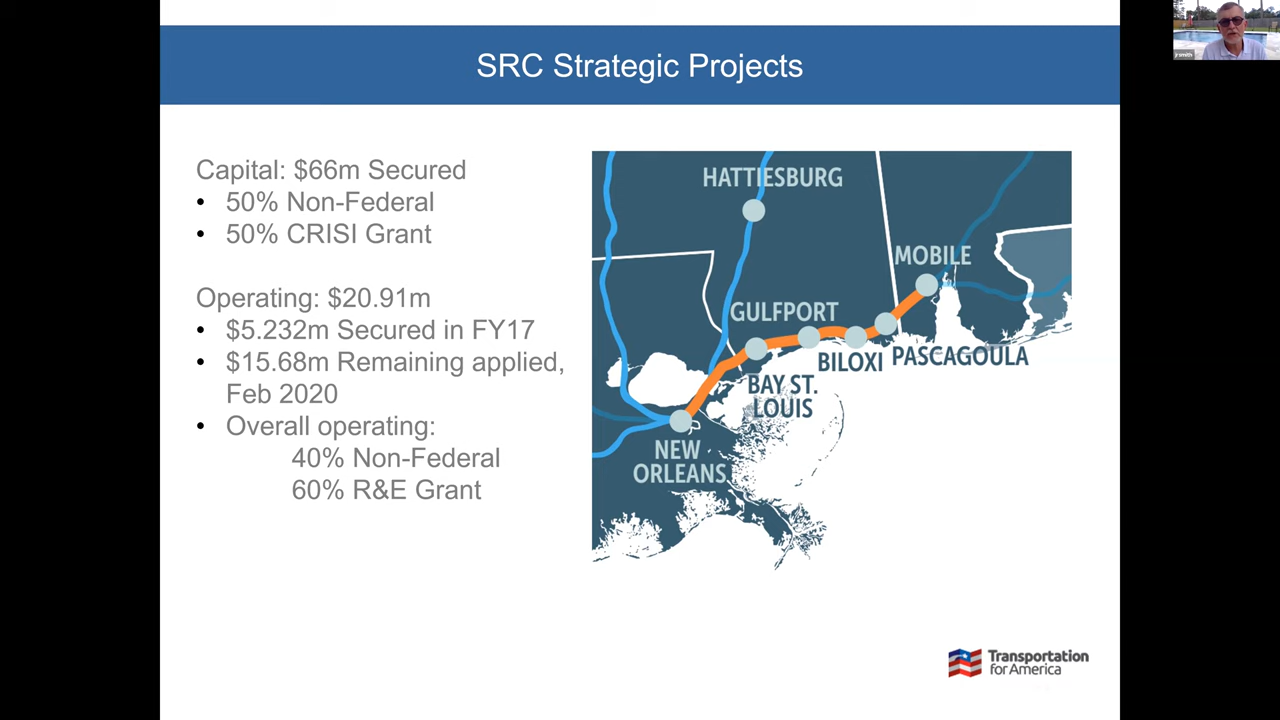 SRC Strategic Projects
jr smith
Capital: $66m Secured
• 50% Non-Federal
• 50% CRISI Grant
Operating: $20.91m
• $5.232m Secured in FY17
• $15.68m Remaining applied,
Feb 2020
• Overall operating:
40% Non-Federal
60% R&E Grant
HATTIESBURG
MOBILE
GULFPORT
BILOXI
PASCAGOULA
BAY ST.
LOUIS
NEW
ORLEANS
Transportation
for America